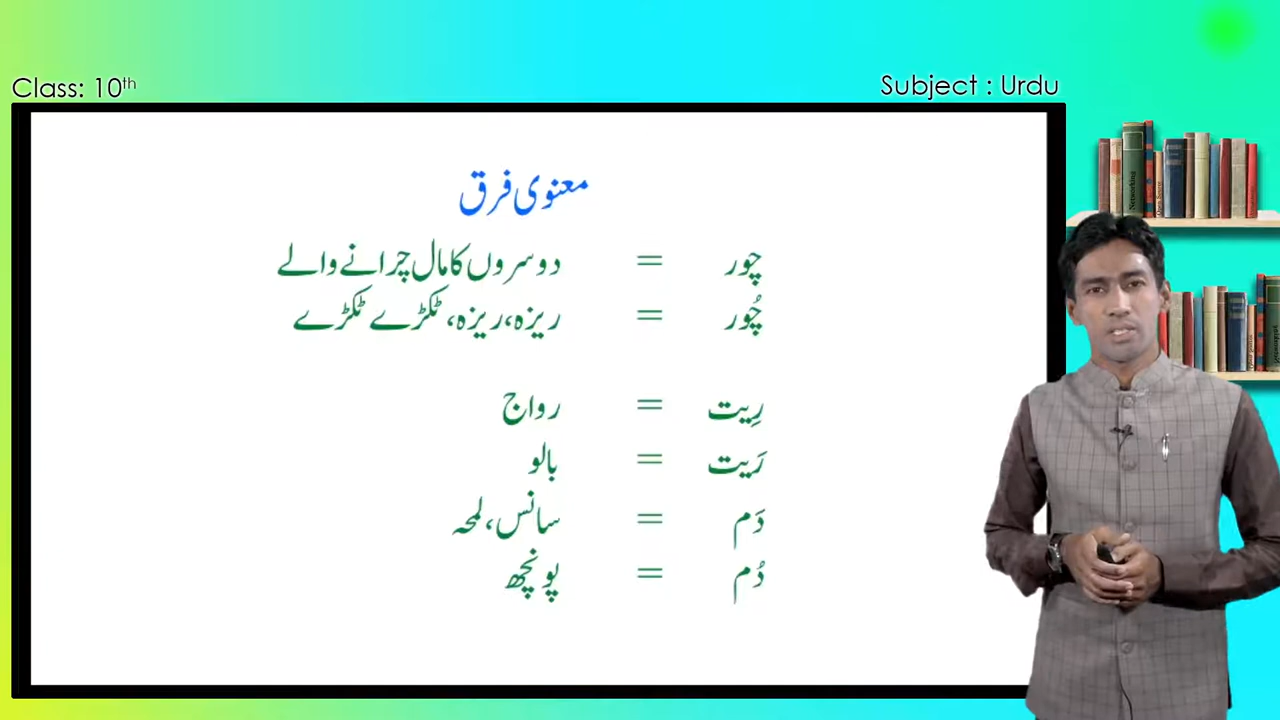 Class: 10th
Subject : Urdu
معنوی فرق
چور = دوسروں کا مال چرانے والے
چُور = ریزہ، ریزہ، ٹکڑے ٹکڑے
رِیت = رواج
رَیت = بالو
دَم = سانس، لمحہ
دُم = پونچھ
Networking